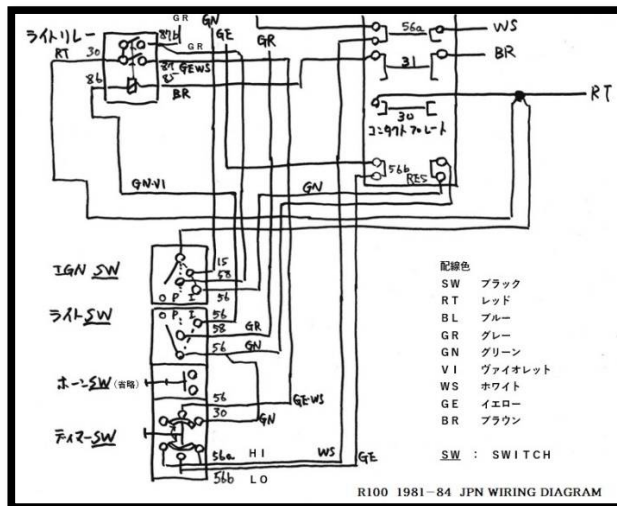 GR
GN
GE
GR
ライトリレー
87b
GR
RT
30
87
GEWS
85
86
BR
56a
WS
31
BR
RT
30
コンタクトプレート
56b
RES
GN・VI
GN
IGN SW
15
58
O P I
56
ライトSW
O P I
56
58
GR
56
GN
ホーンSW(省略)
56
30
GN
GE・WS
ディマーSW
56a HI
WS
GE
56b LO
配線色
SW ブラック
RT レッド
BL ブルー
GR グレー
GN グリーン
VI ヴァイオレット
WS ホワイト
GE イエロー
BR ブラウン
SW : SWITCH
R100 1981-84 JPN WIRING DIAGRAM